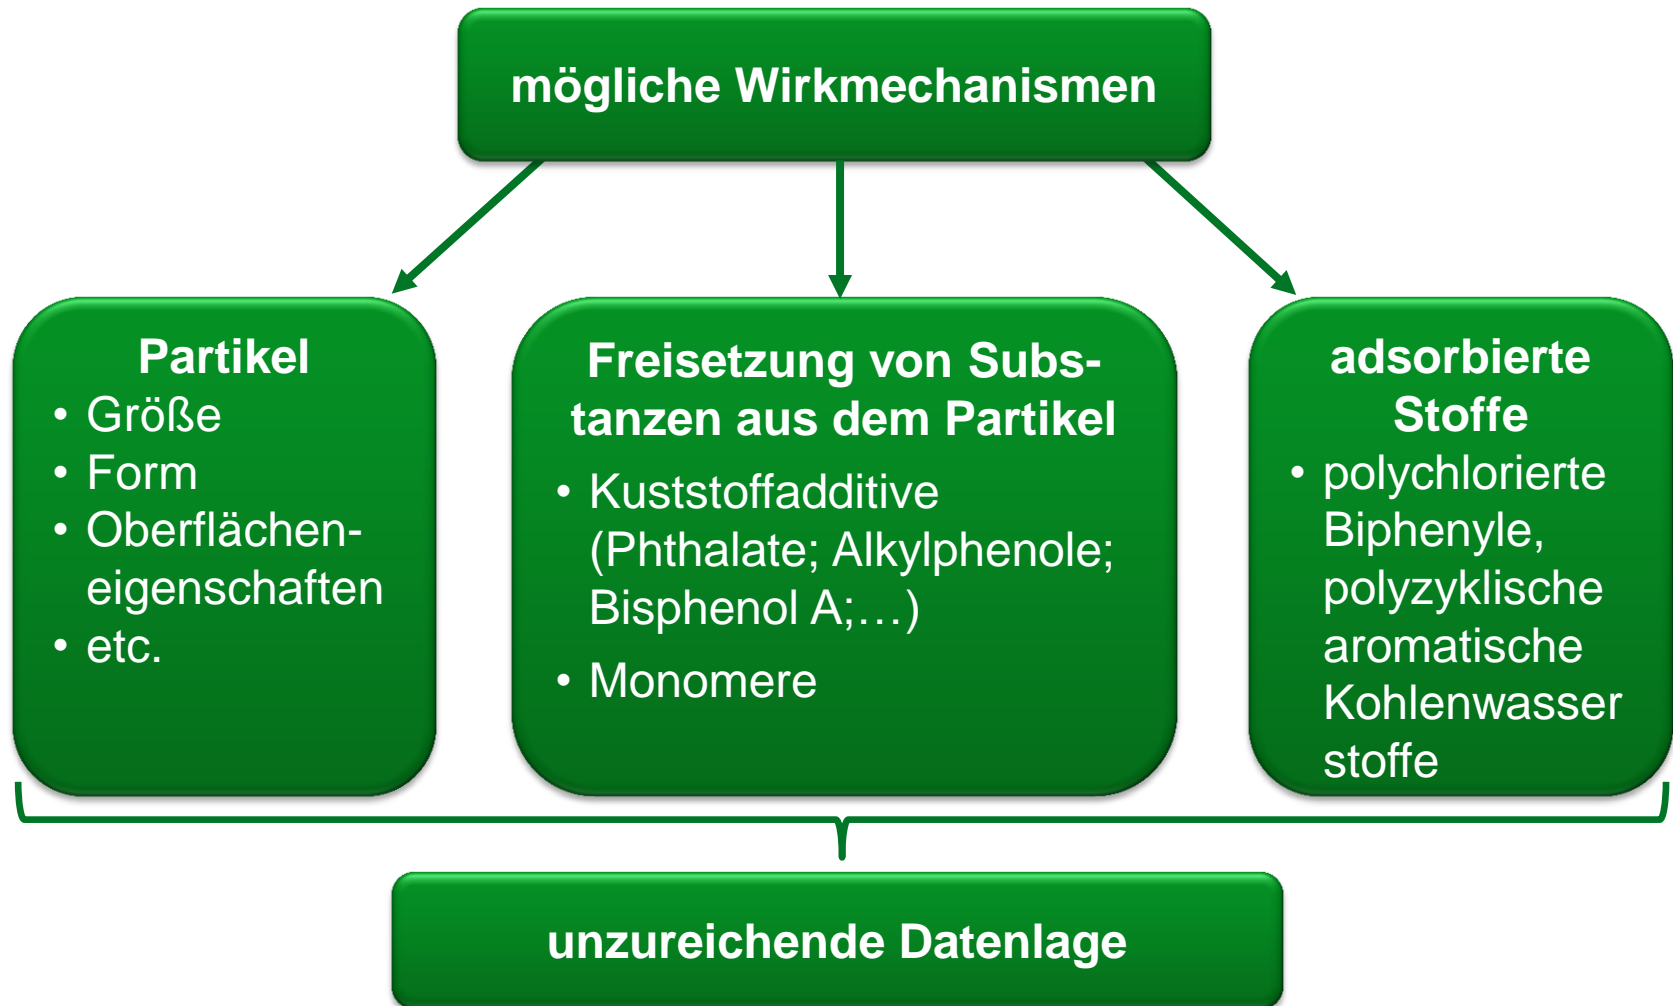 mögliche Wirkmechanismen
Partikel
• Größe
• Form
• Oberflächen-
eigenschaften
• etc.
Freisetzung von Subs-
tanzen aus dem Partikel
• Kuststoffadditive
(Phthalate; Alkylphenole;
Bisphenol A;…)
• Monomere
adsorbierte
Stoffe
• polychlorierte
Biphenyle,
polyzyklische
aromatische
Kohlenwasser
stoffe
unzureichende Datenlage